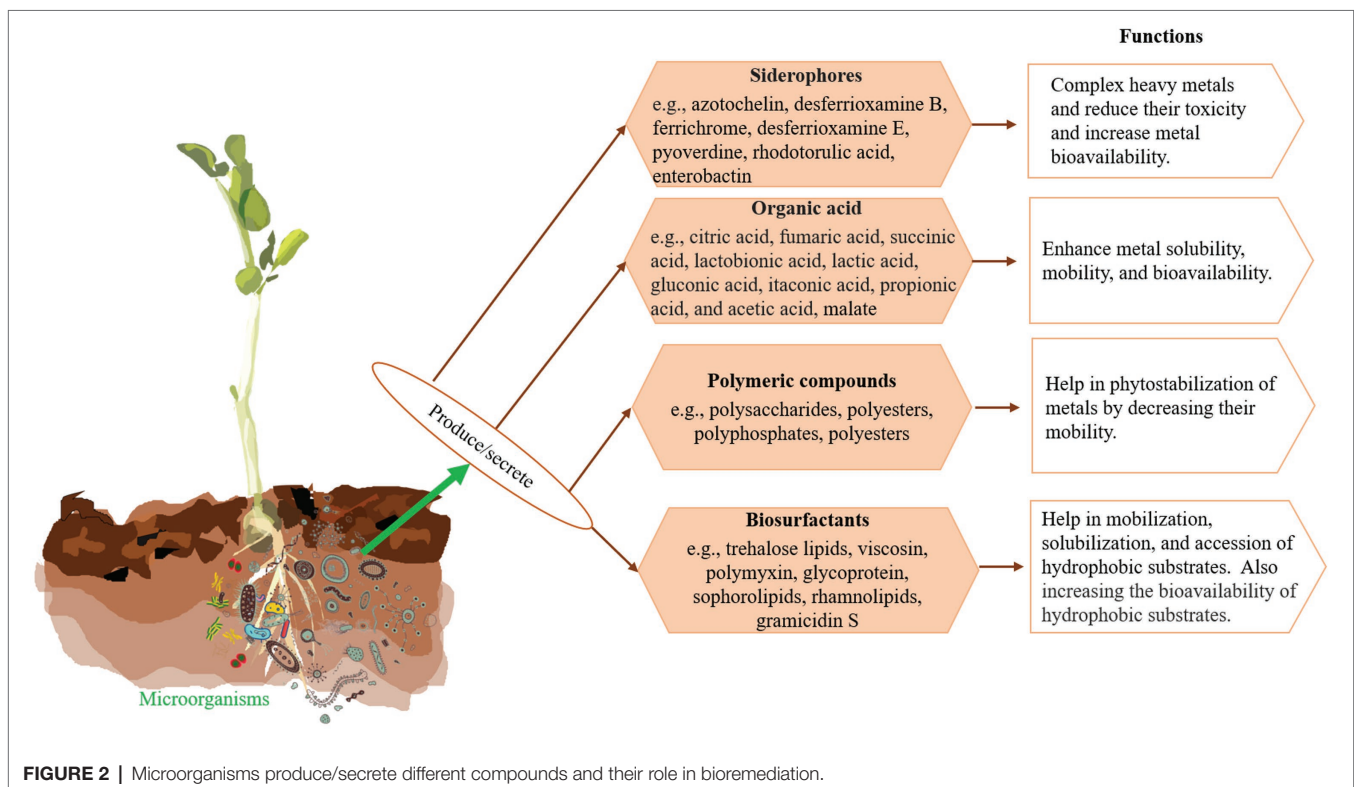 Functions
Siderophores
e.g., azotochelin, desferrioxamine B,
ferrichrome, desferrioxamine E,
pyoverdine, rhodotorulic acid,
enterobactin
Complex heavy metals
and reduce their toxicity
and increase metal
bioavailability.
Organic acid
e.g., citric acid, fumaric acid, succinic
acid, lactobionic acid, lactic acid,
gluconic acid, itaconic acid, propionic
acid, and acetic acid, malate
Enhance metal solubility,
mobility, and bioavailability.
Produce/secrete
Polymeric compounds
e.g., polysaccharides, polyesters,
polyphosphates, polyesters
Help in phytostabilization of
metals by decreasing their
mobility.
Biosurfactants
e.g., trehalose lipids, viscosin,
polymyxin, glycoprotein,
sophorolipids, rhamnolipids,
gramicidin S
Help in mobilization,
solubilization, and accession of
hydrophobic substrates. Also
increasing the bioavailability of
hydrophobic substrates.
Microorganisms
FIGURE 2 | Microorganisms produce/secrete different compounds and their role in bioremediation.